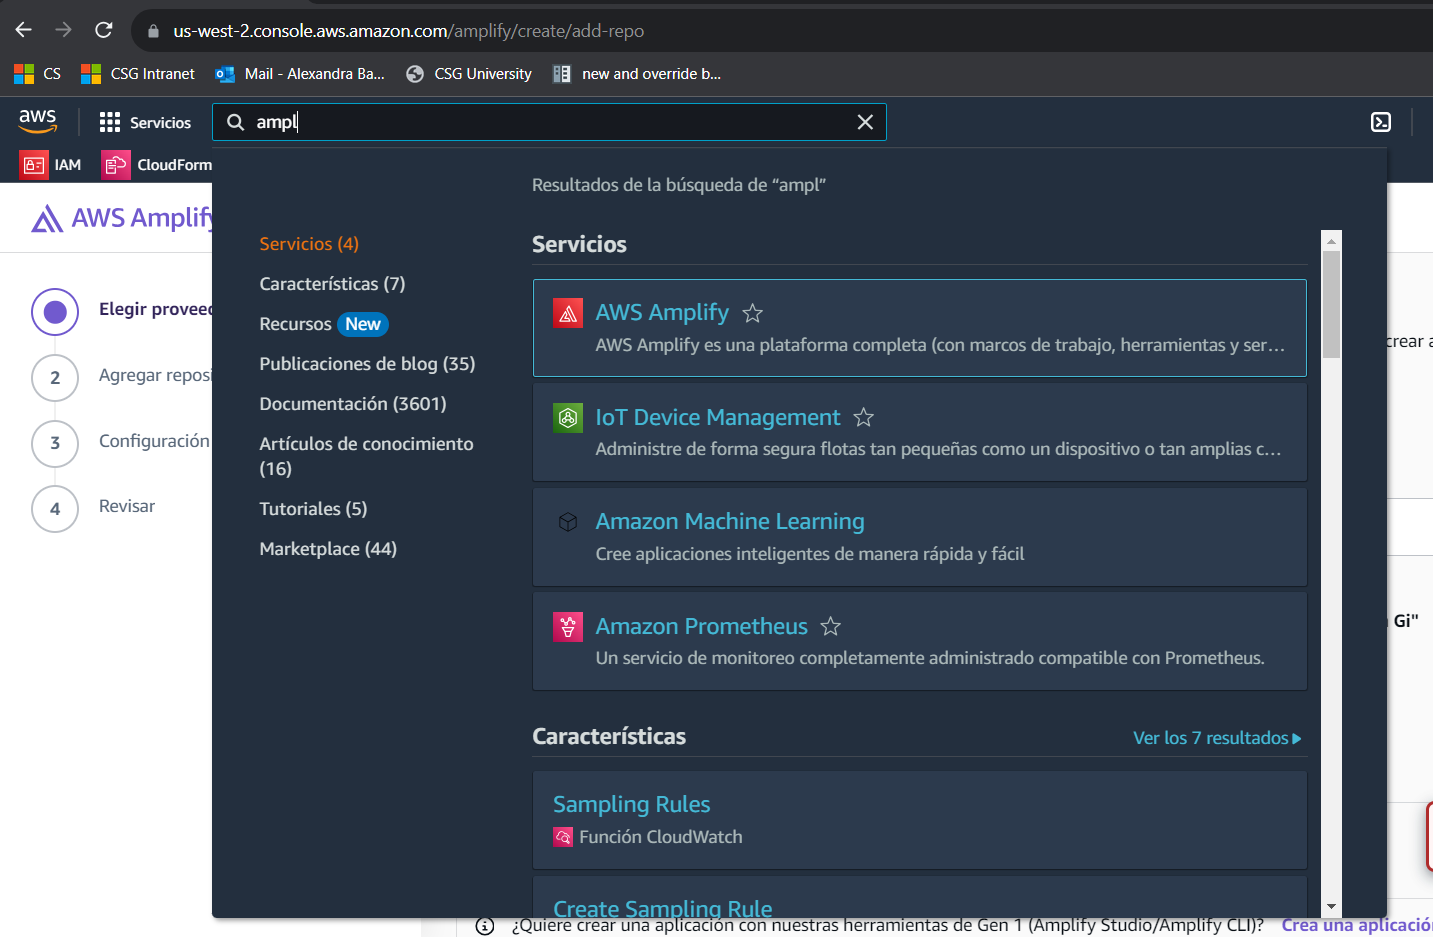 us-west-2.console.aws.amazon.com/amplify/create/add-repo
CS
CSG Intranet
Mail - Alexandra Ba...
CSG University
new and override b...
aws
Servicios
ampl
IAM
CloudForm
Resultados de la búsqueda de “ampl”
AWS Amplify
Elegir proveed
2
Agregar reposi
3
Configuración
4
Revisar
Servicios (4)
Características (7)
Recursos New
Publicaciones de blog (35)
Documentación (3601)
Artículos de conocimiento
(16)
Tutoriales (5)
Marketplace (44)
Servicios
AWS Amplify
AWS Amplify es una plataforma completa (con marcos de trabajo, herramientas y ser...
IoT Device Management
Administre de forma segura flotas tan pequeñas como un dispositivo o tan amplias c...
Amazon Machine Learning
Cree aplicaciones inteligentes de manera rápida y fácil
Amazon Prometheus
Un servicio de monitoreo completamente administrado compatible con Prometheus.
Características
Ver los 7 resultados
Sampling Rules
Función CloudWatch
Create Sampling Rule
crear a
Gi"
¿Quiere crear una aplicación con nuestras herramientas de Gen 1 (Amplify Studio/Amplify CLI)? Crea una aplicació